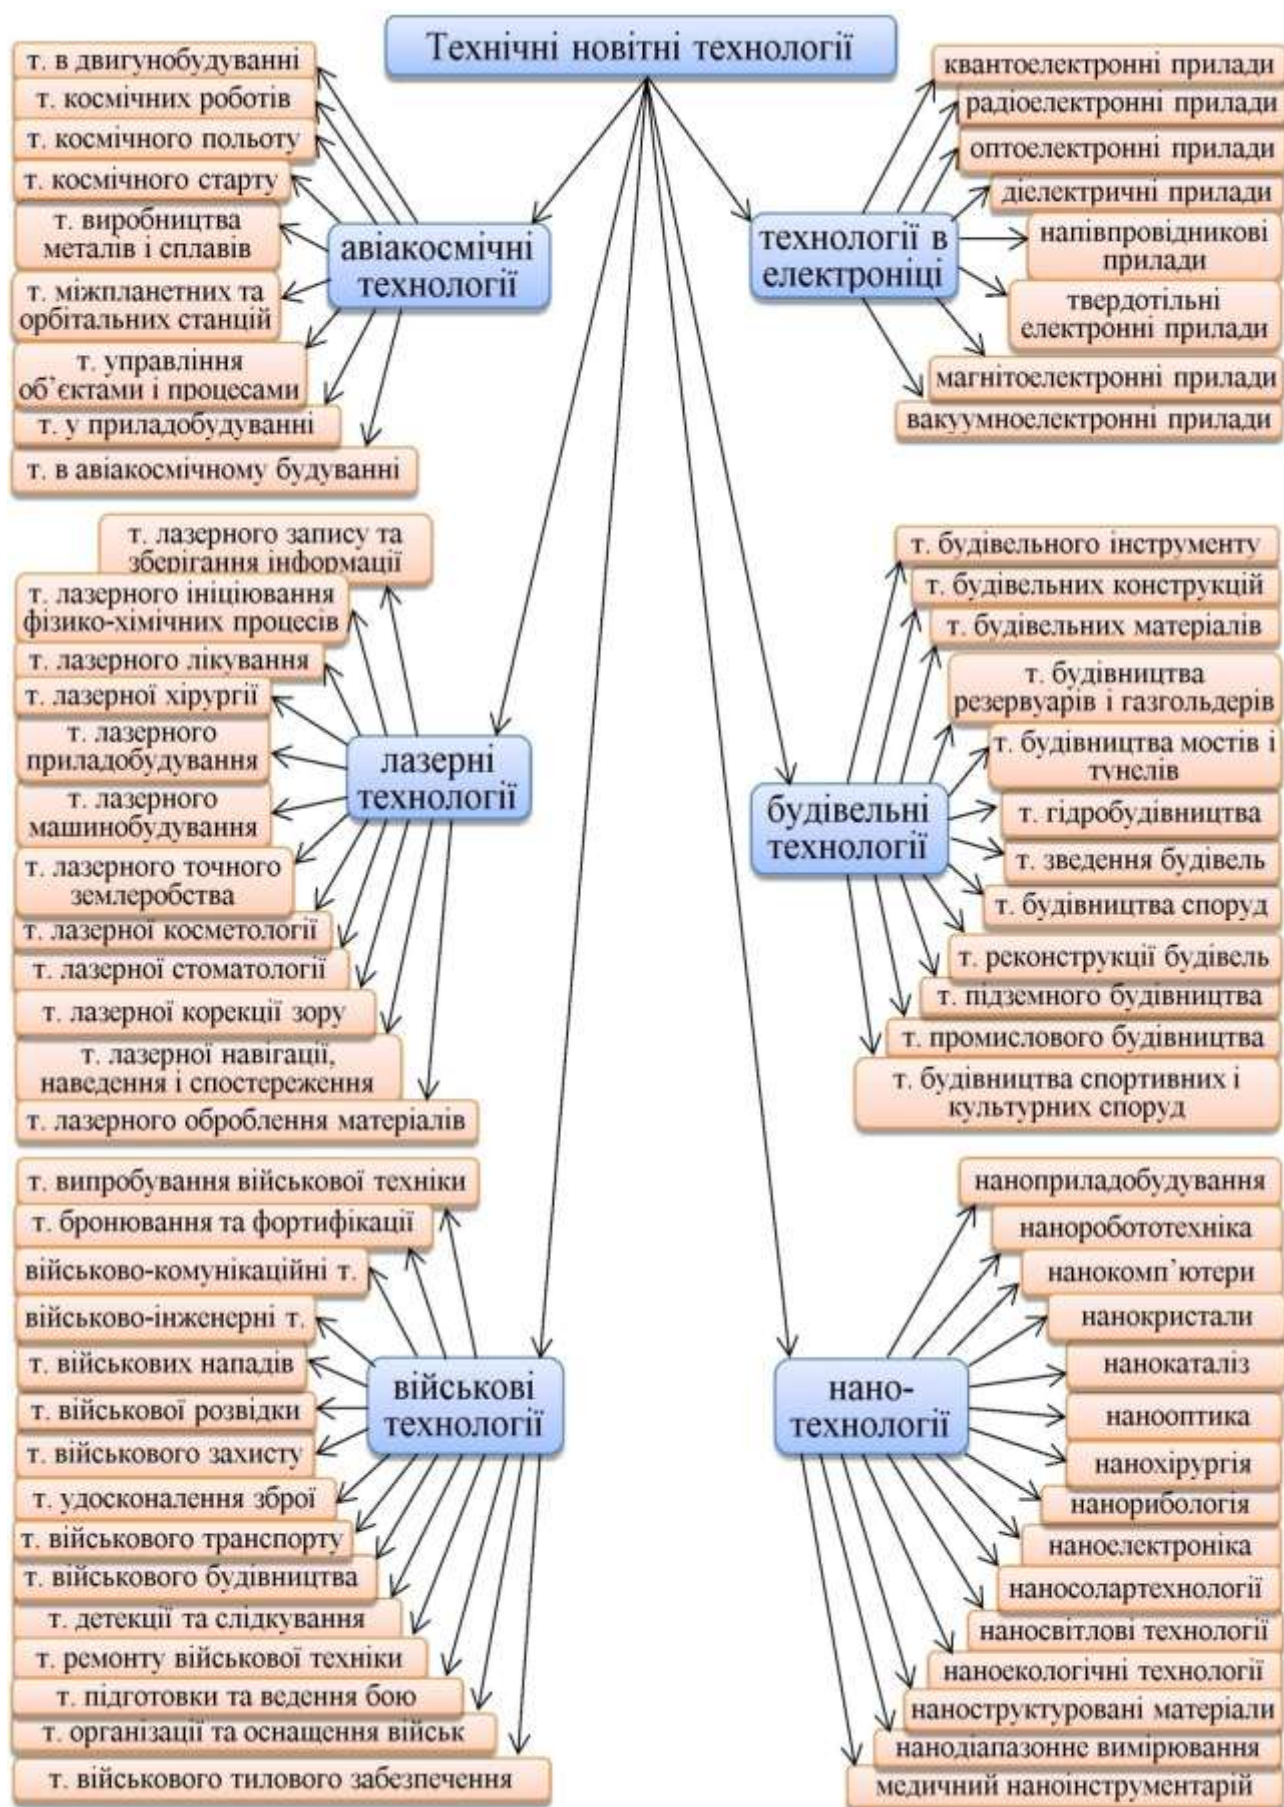 Технічні новітні технології
т. в двигунобудуванні
т. космічних роботів
т. космічного польоту
т. космічного старту
т. виробництва
металів і сплавів
т. міжпланетних та
орбітальних станцій
т. управління
об’єктами і процесами
т. у приладобудуванні
т. в авіакосмічному будуванні
авіакосмічні
технології
квантоелектронні прилади
радіоелектронні прилади
оптоелектронні прилади
діелектричні прилади
напівпровідникові
прилади
твердотільні
електронні прилади
магнітоелектронні прилади
вакуумноелектронні прилади
технології в
електроніці
т. лазерного запису та
зберігання інформації
т. лазерного ініціювання
фізико-хімічних процесів
т. лазерного лікування
т. лазерної хірургії
т. лазерного
приладобудування
т. лазерного
машинобудування
т. лазерного точного
землеробства
т. лазерної косметології
т. лазерної стоматології
т. лазерної корекції зору
т. лазерної навігації,
наведення і спостереження
т. лазерного оброблення матеріалів
лазерні
технології
т. будівельного інструменту
т. будівельних конструкцій
т. будівельних матеріалів
т. будівництва
резервуарів і газгольдерів
т. будівництва мостів і
тунелів
т. гідробудівництва
т. зведення будівель
т. будівництва споруд
т. реконструкції будівель
т. підземного будівництва
т. промислового будівництва
т. будівництва спортивних і
культурних споруд
будівельні
технології
т. випробування військової техніки
т. бронювання та фортифікації
військово-комунікаційні т.
військово-інженерні т.
т. військових нападів
т. військової розвідки
т. військового захисту
т. удосконалення зброї
т. військового транспорту
т. військового будівництва
т. детекції та слідкування
т. ремонту військової техніки
т. підготовки та ведення бою
т. організації та оснащення військ
т. військового тилового забезпечення
військові
технології
наноприладобудування
наноробототехніка
нанокомп’ютери
нанокристали
нанокаталіз
нанооптика
нанохірургія
нанорибологія
наноелектроніка
наносолартехнології
наносвітлові технології
наноекологічні технології
наноструктуровані матеріали
нанодіапазонне вимірювання
медичний наноінструментарій
нано-
технології